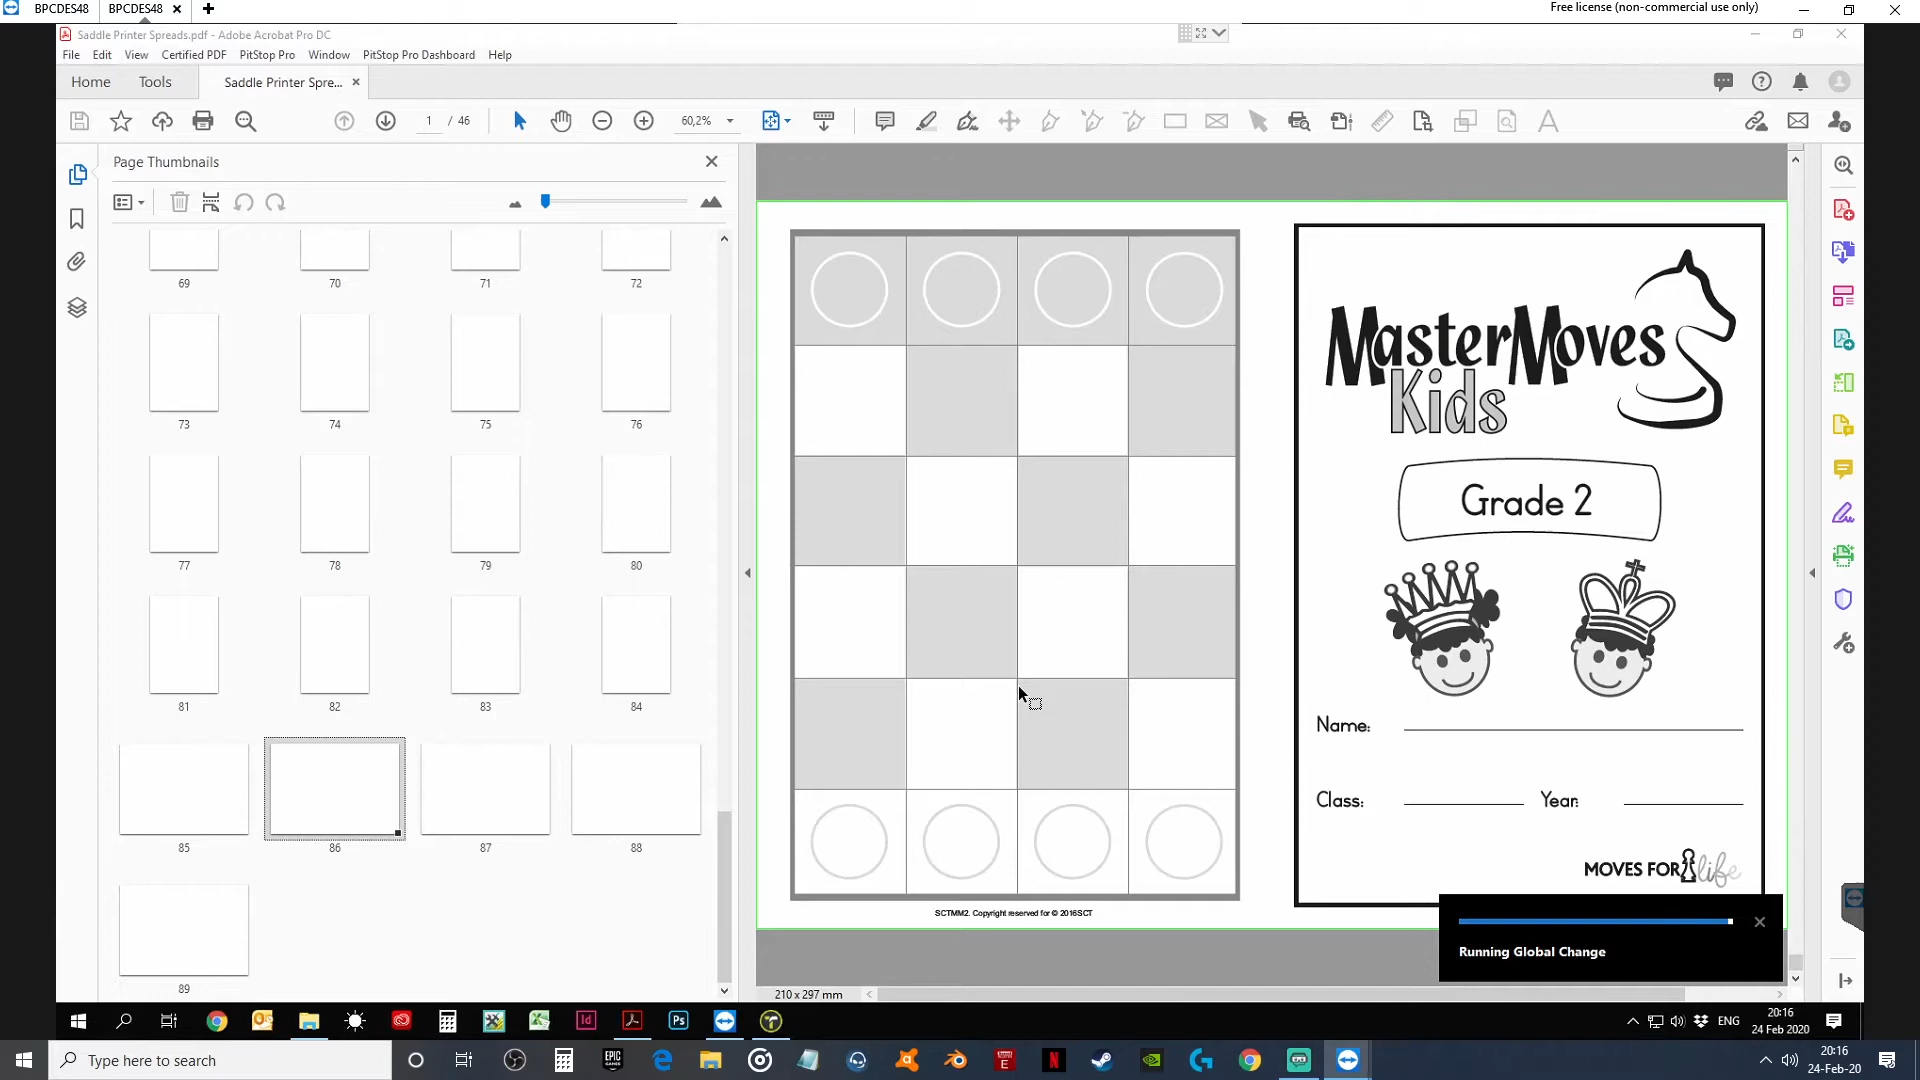 BPCDES48
BPCDES48
Free license (non-commercial use only)
Saddle Printer Spreads.pdf - Adobe Acrobat Pro DC
File Edit View Certified PDF PitStop Pro Window PitStop Pro Dashboard Help
Home Tools Saddle Printer Spre...
1 / 46 60,2%
Page Thumbnails
69 70 71 72
73 74 75 76
77 78 79 80
81 82 83 84
85 86 87 88
89
MasterMoves
Kids
Grade 2
Name:
Class: Year:
MOVES FOR life
SCTMM2. Copyright reserved for © 2016SCT
Running Global Change
210 x 297 mm
ENG
20:16
24 Feb 2020
Type here to search
20:16
24-Feb-20